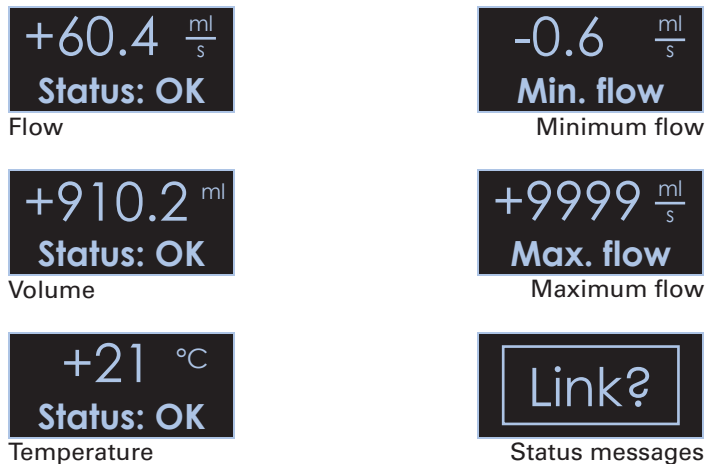 +60.4 ml/s
Status: OK
Flow
-0.6 ml/s
Min. flow
Minimum flow
+910.2 ml
Status: OK
Volume
+9999 ml/s
Max. flow
Maximum flow
+21 °C
Status: OK
Temperature
Link?
Status messages